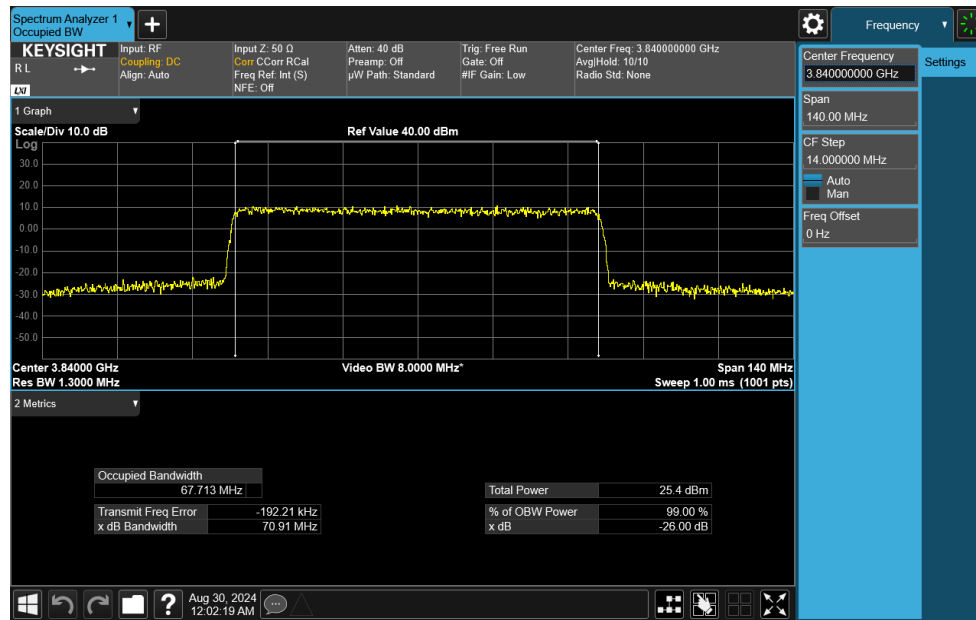 Spectrum Analyzer 1
Occupied BW
Frequency
KEYSIGHT
R L
LXI
Input: RF
Coupling: DC
Align: Auto
Input Z: 50 Ω
Corr CCorr RCal
Freq Ref: Int (S)
NFE: Off
Atten: 40 dB
Preamp: Off
µW Path: Standard
Trig: Free Run
Gate: Off
#IF Gain: Low
Center Freq: 3.840000000 GHz
Avg|Hold: 10/10
Radio Std: None
Center Frequency
3.840000000 GHz
Settings
Span
140.00 MHz
CF Step
14.000000 MHz
Auto
Man
Freq Offset
0 Hz
1 Graph
Scale/Div 10.0 dB
Ref Value 40.00 dBm
Log
30.0
20.0
10.0
0.00
-10.0
-20.0
-30.0
-40.0
-50.0
Center 3.84000 GHz
Video BW 8.0000 MHz*
Span 140 MHz
Res BW 1.3000 MHz
Sweep 1.00 ms (1001 pts)
2 Metrics
Occupied Bandwidth
67.713 MHz
Total Power 25.4 dBm
Transmit Freq Error -192.21 kHz
% of OBW Power 99.00 %
x dB Bandwidth 70.91 MHz
x dB -26.00 dB
?
Aug 30, 2024
12:02:19 AM